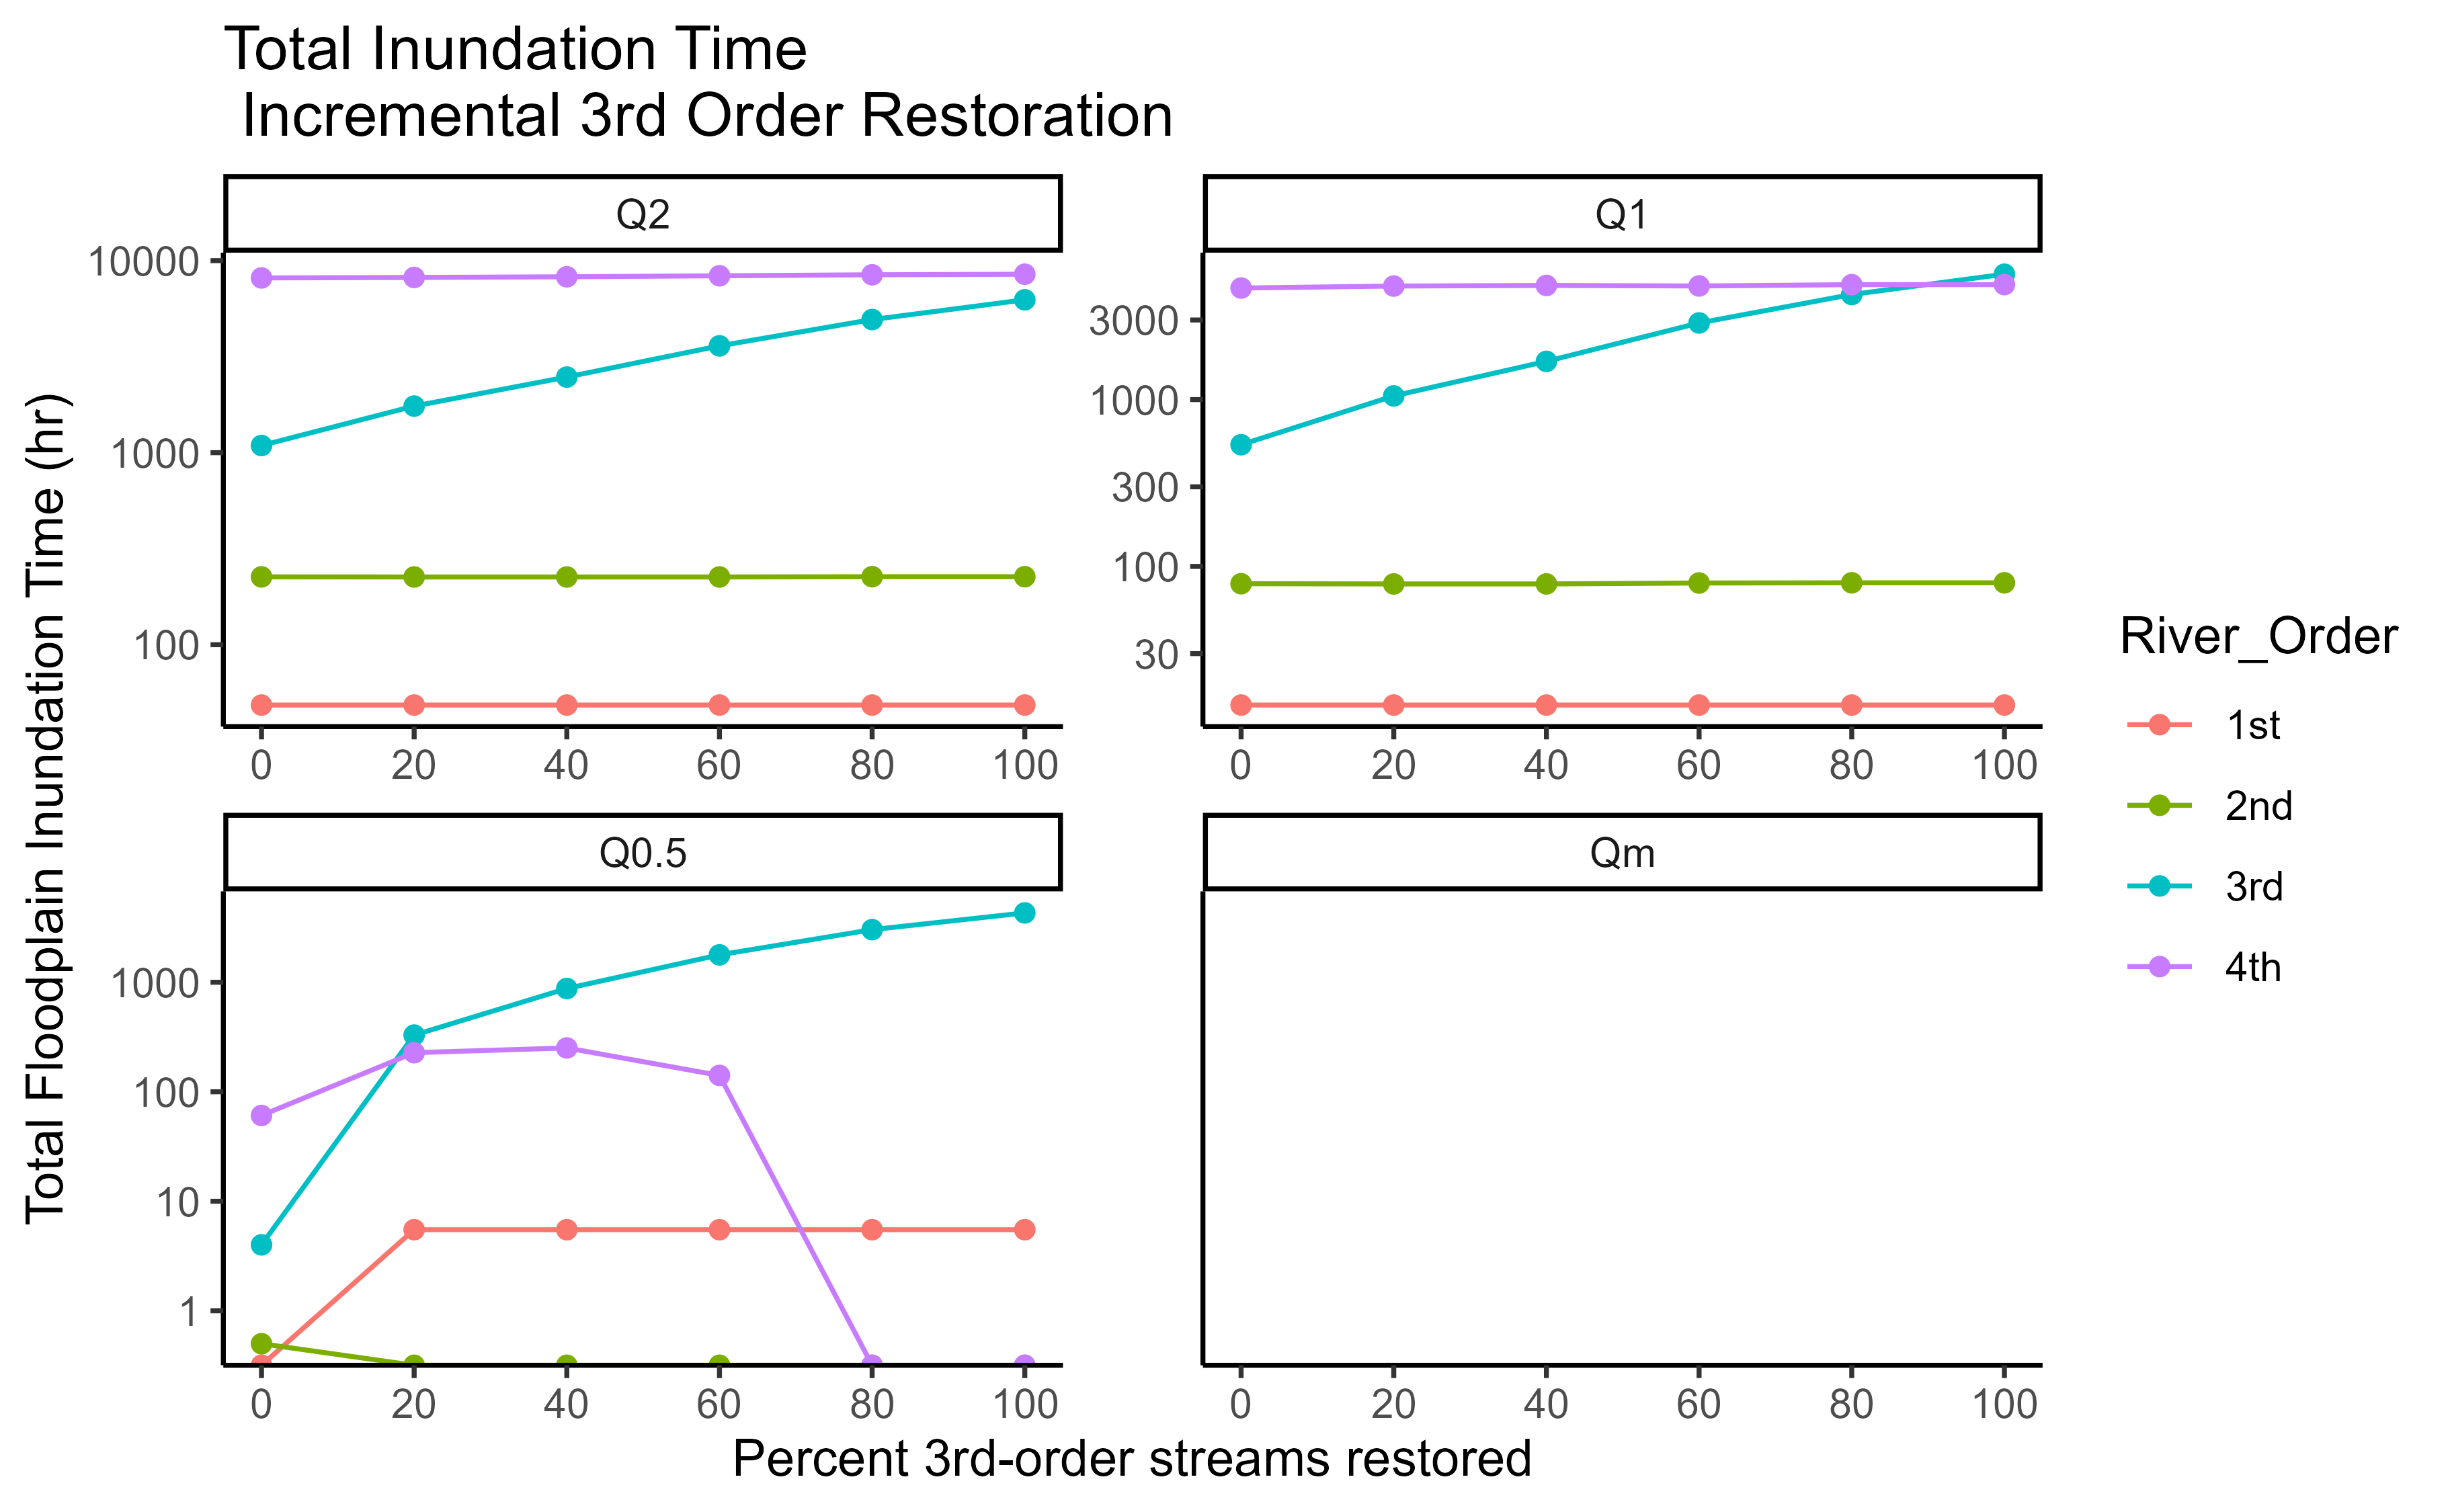 Total Inundation Time
Incremental 3rd Order Restoration
Q2
10000
1000
100
0 20 40 60 80 100
Q1
3000
1000
300
100
30
0 20 40 60 80 100
Q0.5
1000
100
10
1
0 20 40 60 80 100
Qm
0 20 40 60 80 100
Total Floodplain Inundation Time (hr)
Percent 3rd-order streams restored
River_Order
1st
2nd
3rd
4th